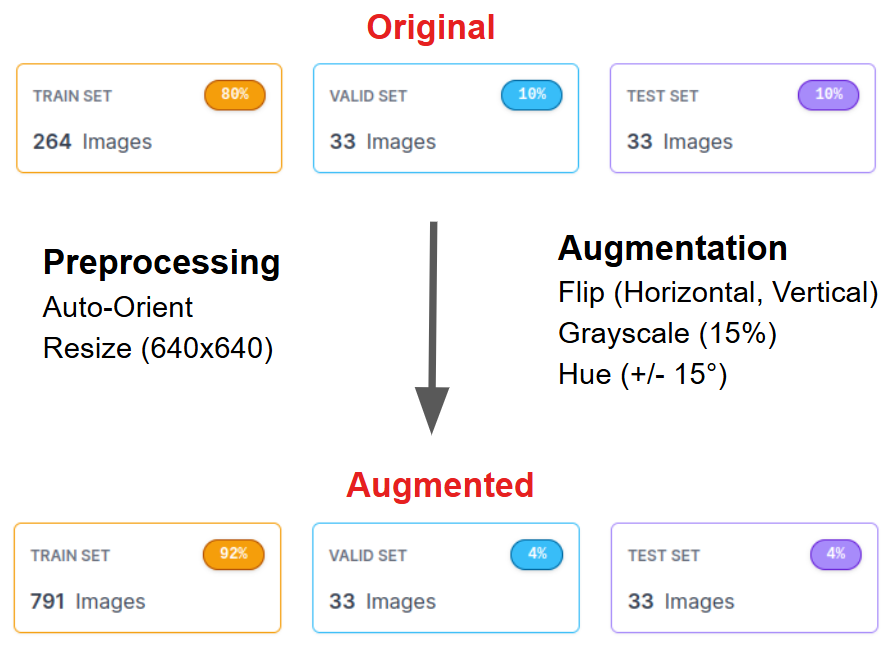 Original
TRAIN SET 80%
264 Images
VALID SET 10%
33 Images
TEST SET 10%
33 Images
Preprocessing
Auto-Orient
Resize (640x640)
Augmentation
Flip (Horizontal, Vertical)
Grayscale (15%)
Hue (+/- 15°)
Augmented
TRAIN SET 92%
791 Images
VALID SET 4%
33 Images
TEST SET 4%
33 Images